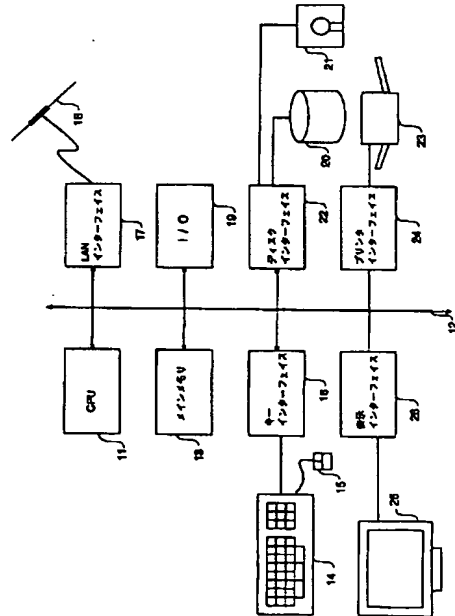 26
14
15
表示
インターフェイス
25
キー
インターフェイス
16
メインメモリ
13
CPU
11
12
プリンタ
インターフェイス
24
ディスク
インターフェイス
22
I/O
19
LAN
インターフェイス
17
23
20
21
18